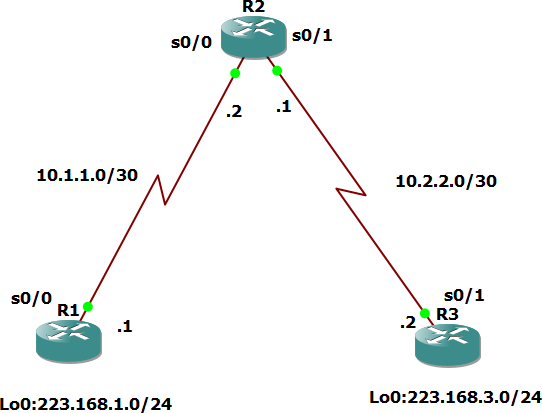 R2
s0/0
s0/1
.2
.1
10.1.1.0/30
10.2.2.0/30
s0/0
R1
.1
s0/1
.2
R3
Lo0:223.168.1.0/24
Lo0:223.168.3.0/24